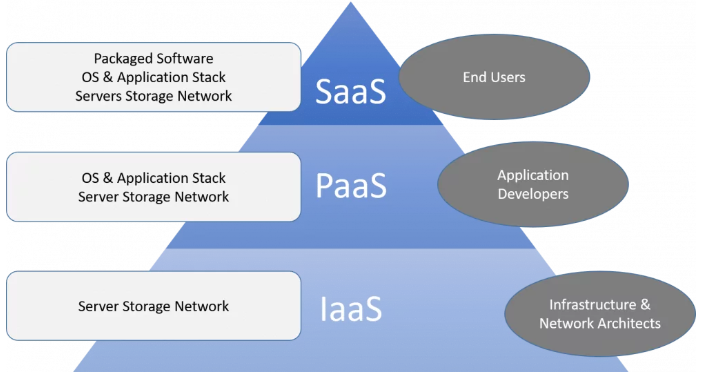 Packaged Software
OS & Application Stack
Servers Storage Network
SaaS
End Users
OS & Application Stack
Server Storage Network
PaaS
Application
Developers
Server Storage Network
IaaS
Infrastructure &
Network Architects